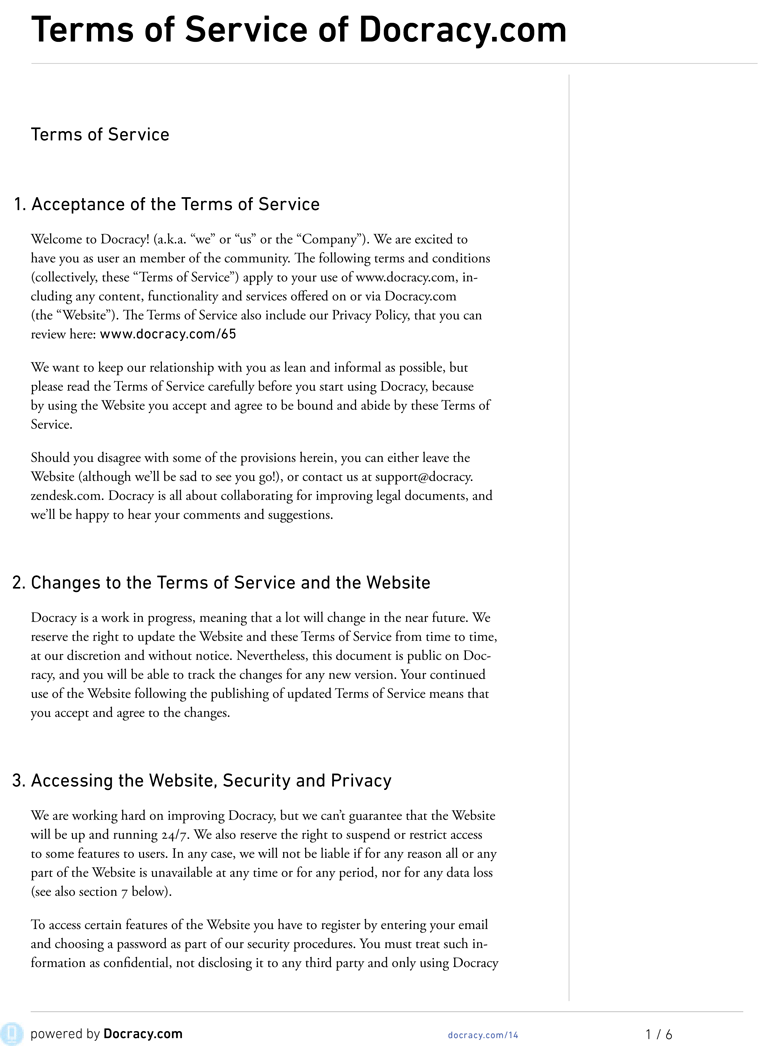 Terms of Service of Docracy.com
Terms of Service
1. Acceptance of the Terms of Service
Welcome to Docracy! (a.k.a. “we” or “us” or the “Company”). We are excited to
have you as user an member of the community. The following terms and conditions
(collectively, these “Terms of Service”) apply to your use of www.docracy.com, in-
cluding any content, functionality and services offered on or via Docracy.com
(the “Website”). The Terms of Service also include our Privacy Policy, that you can
review here: www.docracy.com/65
We want to keep our relationship with you as lean and informal as possible, but
please read the Terms of Service carefully before you start using Docracy, because
by using the Website you accept and agree to be bound and abide by these Terms of
Service.
Should you disagree with some of the provisions herein, you can either leave the
Website (although we’ll be sad to see you go!), or contact us at support@docracy.
zendesk.com. Docracy is all about collaborating for improving legal documents, and
we’ll be happy to hear your comments and suggestions.
2. Changes to the Terms of Service and the Website
Docracy is a work in progress, meaning that a lot will change in the near future. We
reserve the right to update the Website and these Terms of Service from time to time,
at our discretion and without notice. Nevertheless, this document is public on Doc-
racy, and you will be able to track the changes for any new version. Your continued
use of the Website following the publishing of updated Terms of Service means that
you accept and agree to the changes.
3. Accessing the Website, Security and Privacy
We are working hard on improving Docracy, but we can’t guarantee that the Website
will be up and running 24/7. We also reserve the right to suspend or restrict access
to some features to users. In any case, we will not be liable if for any reason all or any
part of the Website is unavailable at any time or for any period, nor for any data loss
(see also section 7 below).
To access certain features of the Website you have to register by entering your email
and choosing a password as part of our security procedures. You must treat such in-
formation as confidential, not disclosing it to any third party and only using Docracy
powered by Docracy.com docracy.com/14 1 / 6